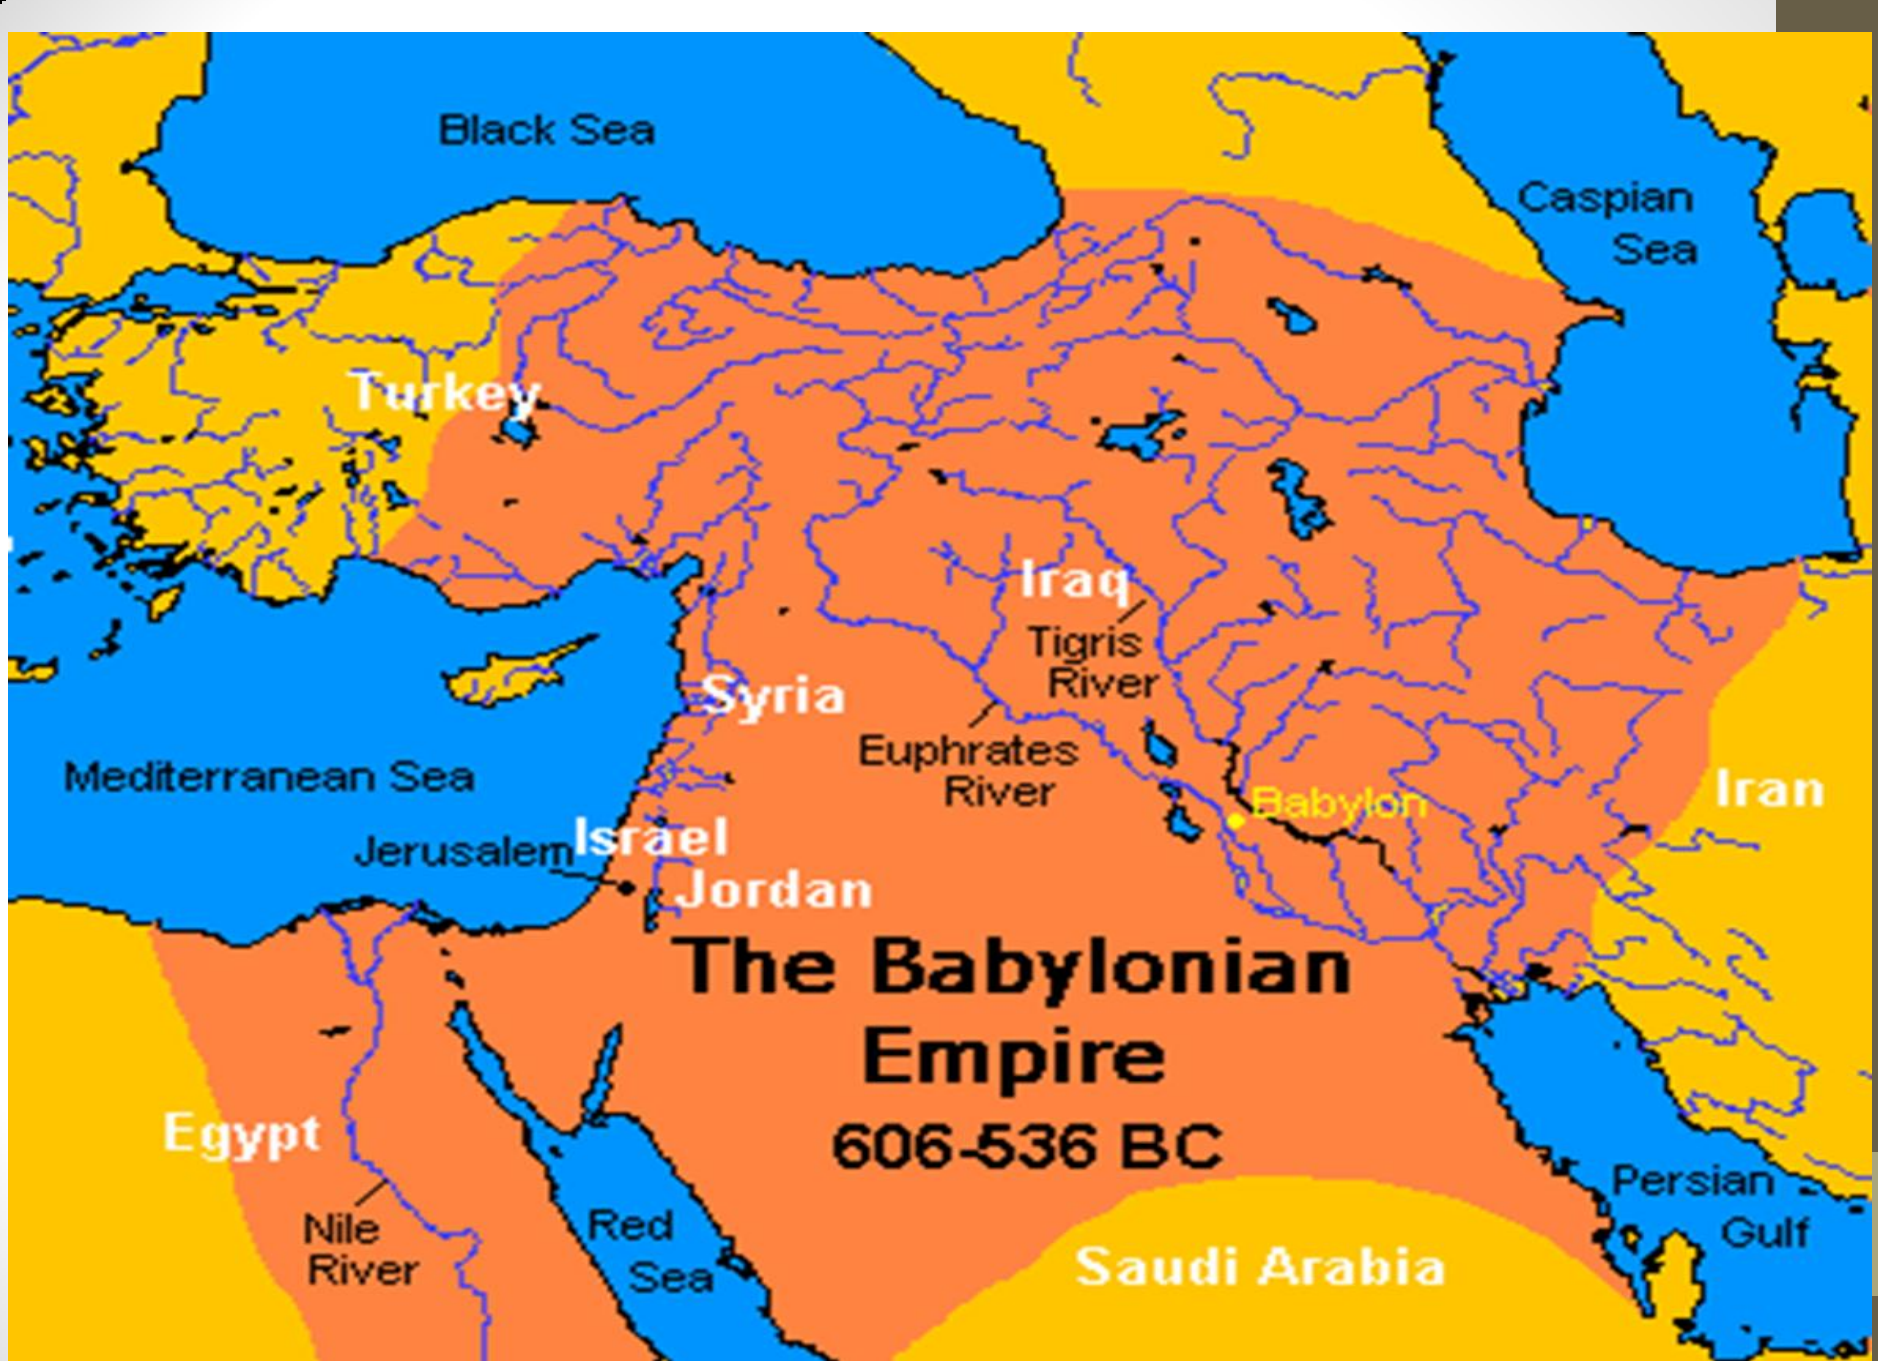 Black Sea
Caspian
Sea
Turkey
Iraq
Tigris
River
Syria
Euphrates
River
Mediterranean Sea
Babylon
Iran
Israel
Jerusalem
Jordan
The Babylonian
Empire
606-536 BC
Egypt
Nile
River
Red
Sea
Saudi Arabia
Persian
Gulf